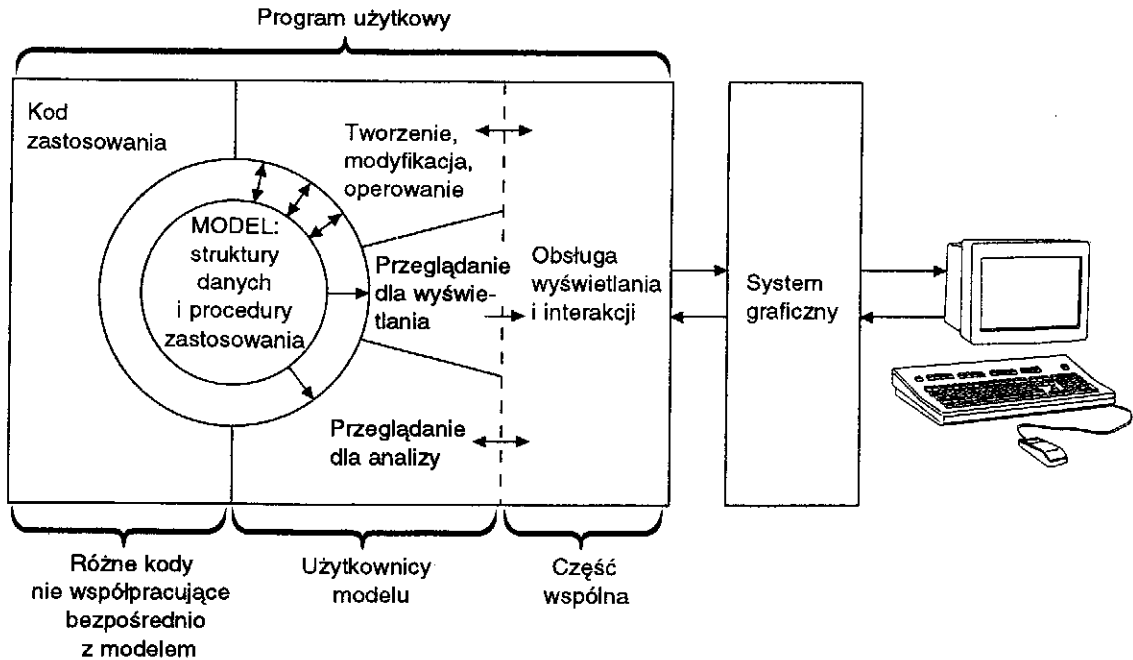 Program użytkowy
Kod
zastosowania
Tworzenie,
modyfikacja,
operowanie
MODEL:
struktury
danych
i procedury
zastosowania
Przeglądanie
dla wyświe-
tlania
Przeglądanie
dla analizy
Obsługa
wyświetlania
i interakcji
System
graficzny
Różne kody
nie współpracujące
bezpośrednio
z modelem
Użytkownicy
modelu
Część
wspólna